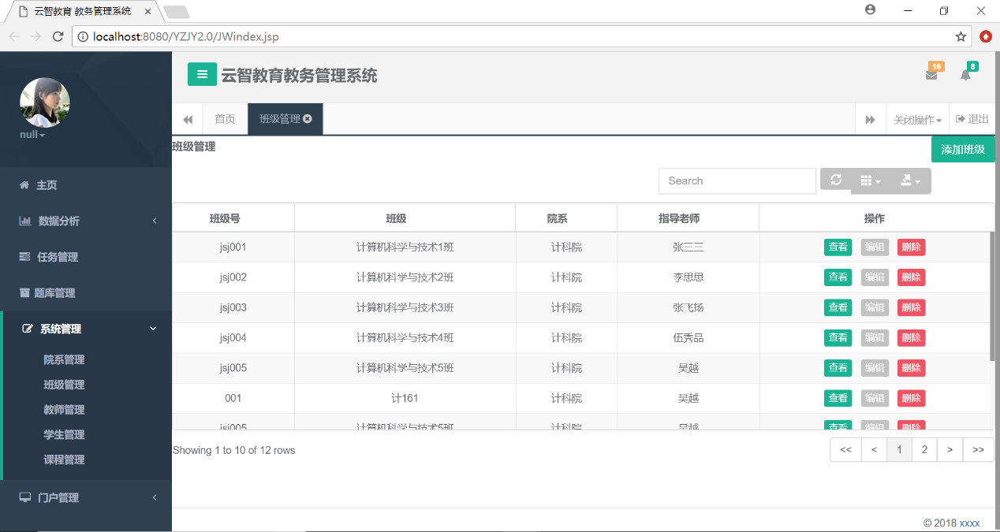 云智教育 教务管理系统
localhost:8080/YZJY2.0/JWindex.jsp
null
主页
数据分析
任务管理
题库管理
系统管理
院系管理
班级管理
教师管理
学生管理
课程管理
门户管理
云智教育教务管理系统
16
8
首页
班级管理
关闭操作
退出
班级管理
添加班级
Search
班级号 班级 院系 指导老师 操作
jsj001 计算机科学与技术1班 计科院 张三三 查看 编辑 删除
jsj002 计算机科学与技术2班 计科院 李思思 查看 编辑 删除
jsj003 计算机科学与技术3班 计科院 张飞扬 查看 编辑 删除
jsj004 计算机科学与技术4班 计科院 伍秀品 查看 编辑 删除
jsj005 计算机科学与技术5班 计科院 吴越 查看 编辑 删除
001 计161 计科院 吴越 查看 编辑 删除
jsj005 计算机科学与技术5班 计科院 吴越 查看 编辑 删除
Showing 1 to 10 of 12 rows
<< < 1 2 > >>
© 2018 xxxx